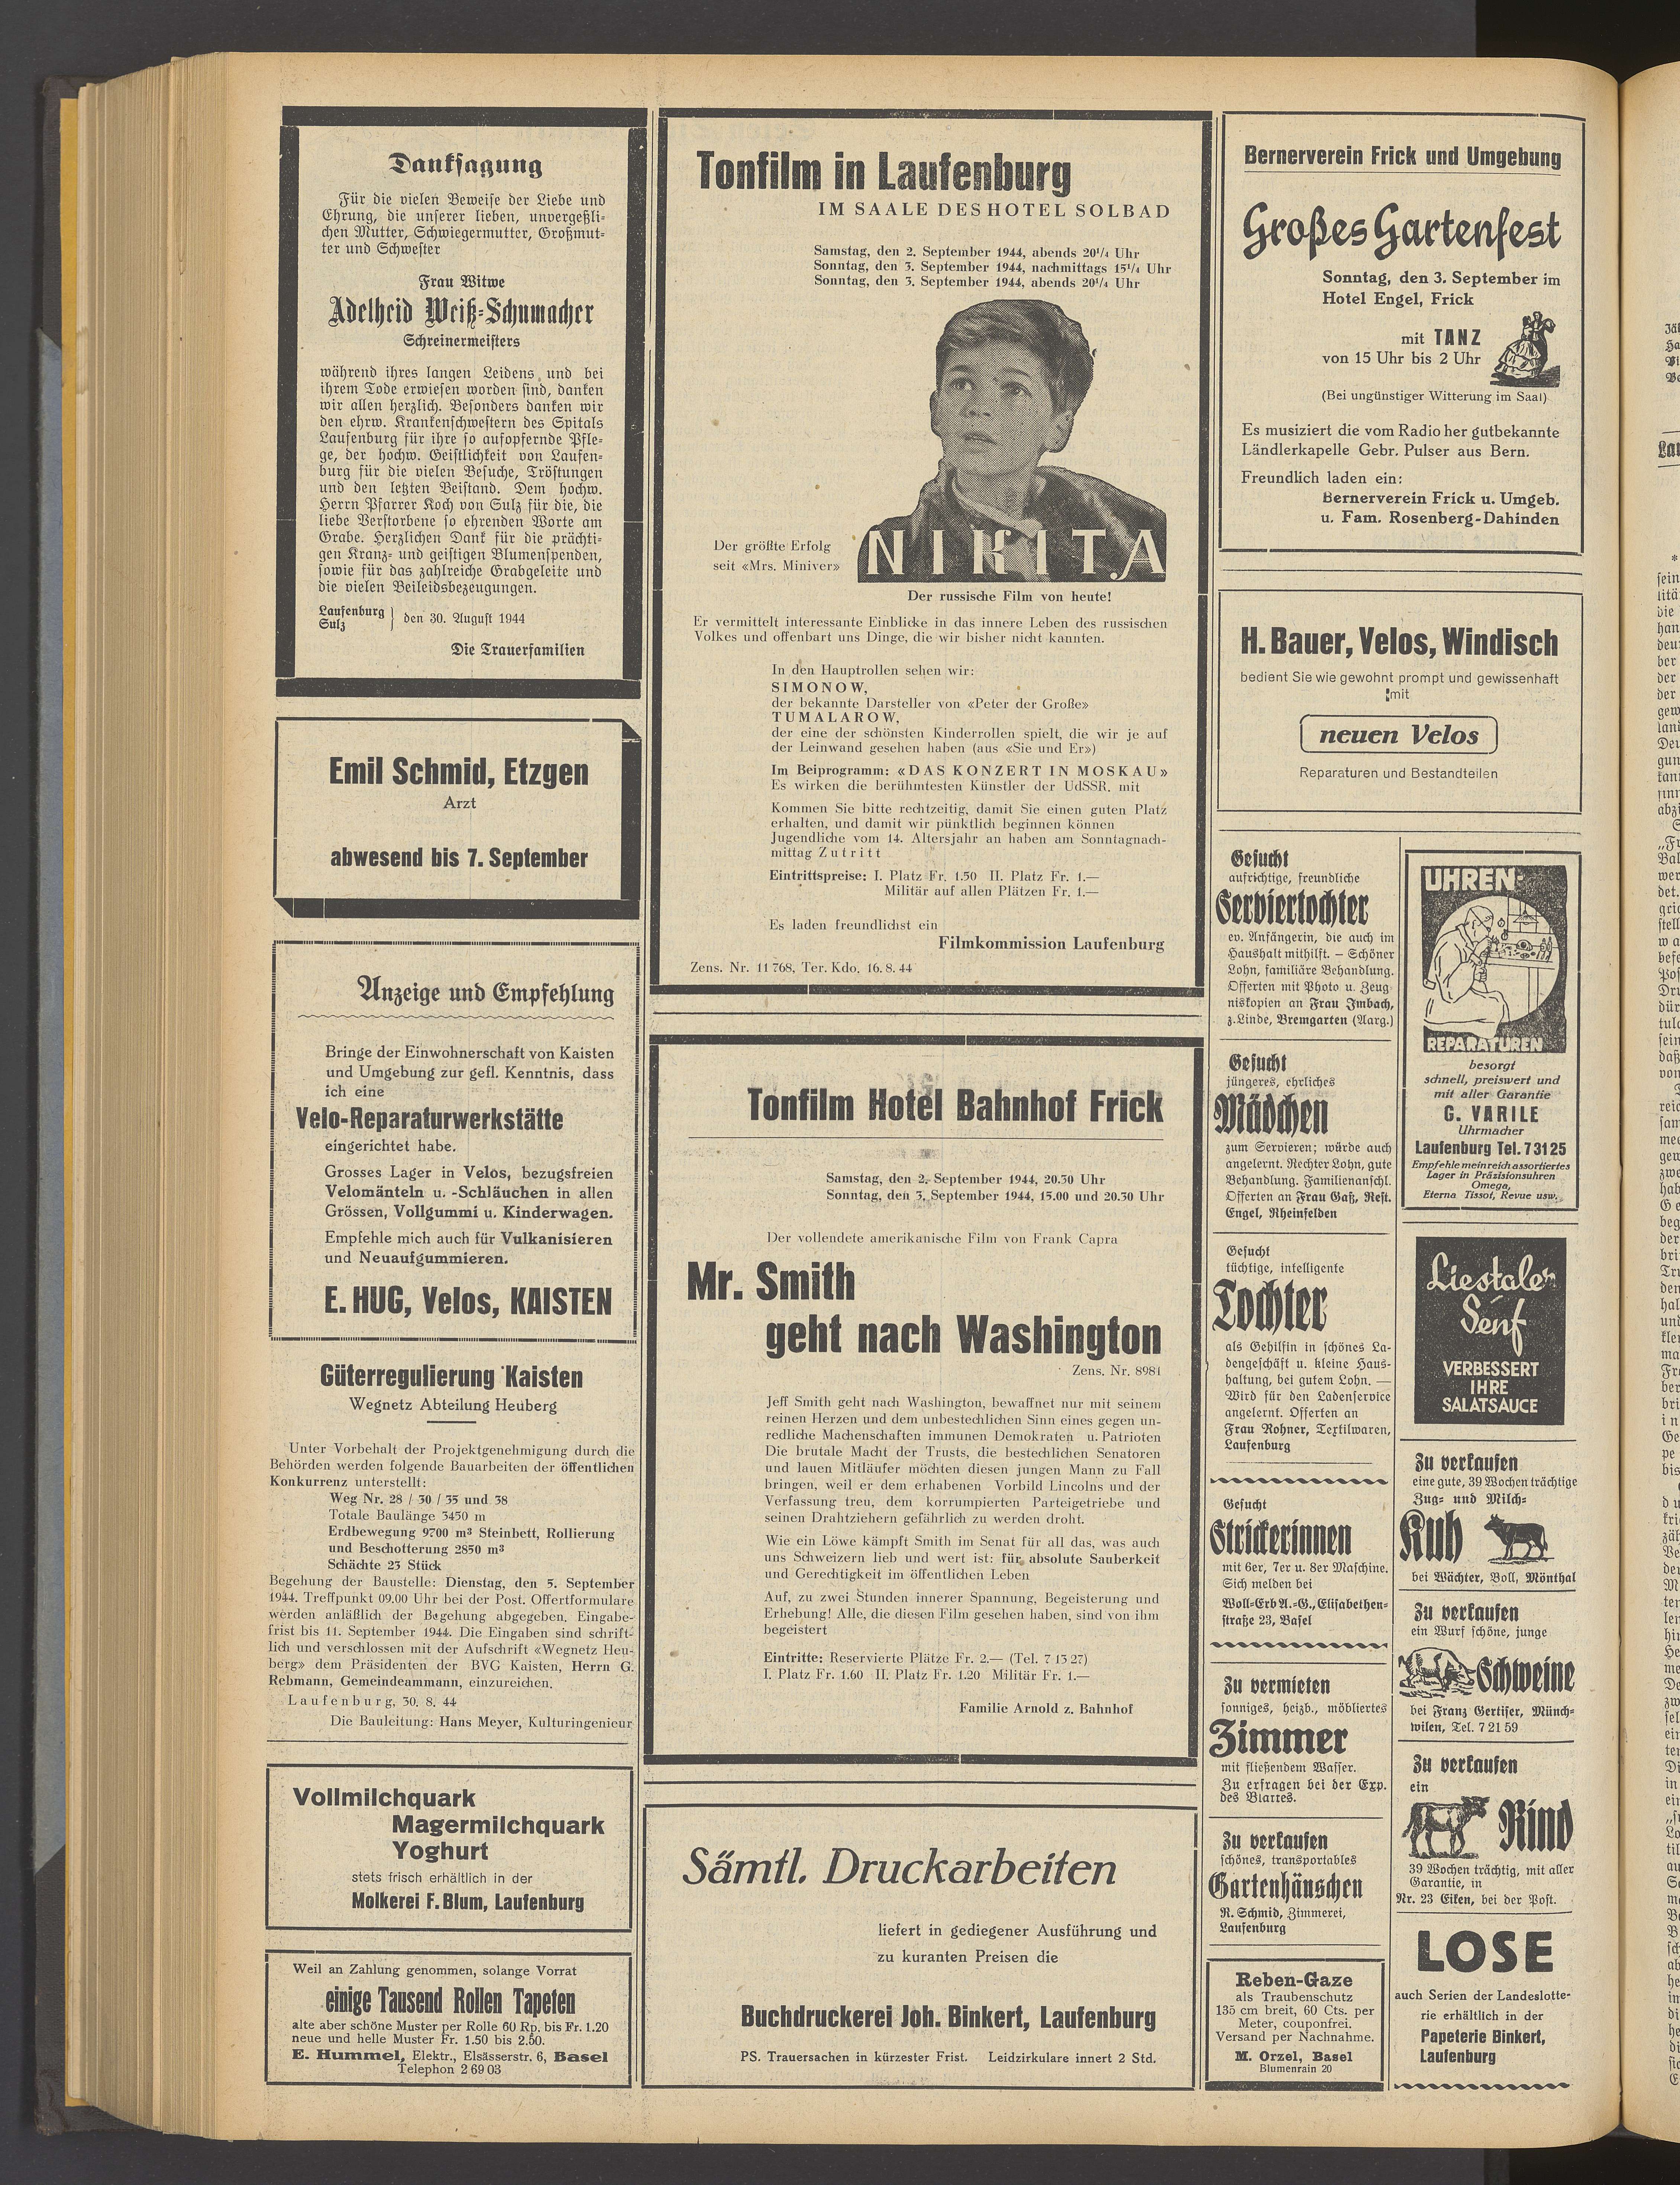 Danksagung
Für die vielen Beweise der Liebe und
Ehrung, die unserer lieben, unvergeßli-
chen Mutter, Schwiegermutter, Großmut-
ter und Schwester
Frau Witwe
Adelheid Weiß-Schumacher
Schreinermeisters
während ihres langen Leidens und bei
ihrem Tode erwiesen worden sind, danken
wir allen herzlich. Besonders danken wir
den ehrw. Krankenschwestern des Spitals
Laufenburg für ihre so aufopfernde Pfle-
ge, der hochw. Geistlichkeit von Laufen-
burg für die vielen Besuche, Tröstungen
und den letzten Beistand. Dem hochw.
Herrn Pfarrer Koch von Sulz für die, die
liebe Verstorbene so ehrenden Worte am
Grabe. Herzlichen Dank für die prächti-
gen Kranz- und geistigen Blumenspenden,
sowie für das zahlreiche Grabgeleite und
die vielen Beileidsbezeugungen.
Laufenburg
Sulz } den 30. August 1944
Die Trauerfamilien
Emil Schmid, Etzgen
Arzt
abwesend bis 7. September
Anzeige und Empfehlung
Bringe der Einwohnerschaft von Kaisten
und Umgebung zur gefl. Kenntnis, dass
ich eine
Velo-Reparaturwerkstätte
eingerichtet habe.
Grosses Lager in Velos, bezugsfreien
Velomänteln u. -Schläuchen in allen
Grössen, Vollgummi u. Kinderwagen.
Empfehle mich auch für Vulkanisieren
und Neuaufgummieren.
E. HUG, Velos, KAISTEN
Güterregulierung Kaisten
Wegnetz Abteilung Heuberg
Unter Vorbehalt der Projektgenehmigung durch die
Behörden werden folgende Bauarbeiten der öffentlichen
Konkurrenz unterstellt:
Weg Nr. 28 / 30 / 35 und 38
Totale Baulänge 3450 m
Erdbewegung 9700 m³ Steinbett, Rollierung
und Beschotterung 2850 m³
Schächte 23 Stück
Begehung der Baustelle: Dienstag, den 5. September
1944. Treffpunkt 09.00 Uhr bei der Post. Offertformulare
werden anläßlich der Begehung abgegeben. Eingabe-
frist bis 11. September 1944. Die Eingaben sind schrift-
lich und verschlossen mit der Aufschrift «Wegnetz Heu-
berg» dem Präsidenten der BVG Kaisten, Herrn G.
Rebmann, Gemeindeammann, einzureichen.
Laufenburg, 30. 8. 44
Die Bauleitung: Hans Meyer, Kulturingenieur
Vollmilchquark
Magermilchquark
Yoghurt
stets frisch erhältlich in der
Molkerei F. Blum, Laufenburg
Weil an Zahlung genommen, solange Vorrat
einige Tausend Rollen Tapeten
alte aber schöne Muster per Rolle 60 Rp. bis Fr. 1.20
neue und helle Muster Fr. 1.50 bis 2.50.
E. Hummel, Elektr., Elsässerstr. 6, Basel
Telephon 2 69 03
Tonfilm in Laufenburg
IM SAALE DES HOTEL SOLBAD
Samstag, den 2. September 1944, abends 20¹/₄ Uhr
Sonntag, den 3. September 1944, nachmittags 15¹/₄ Uhr
Sonntag, den 3. September 1944, abends 20¹/₄ Uhr
Der größte Erfolg
seit «Mrs. Miniver»
NIKITA
Der russische Film von heute!
Er vermittelt interessante Einblicke in das innere Leben des russischen
Volkes und offenbart uns Dinge, die wir bisher nicht kannten.
In den Hauptrollen sehen wir:
SIMONOW,
der bekannte Darsteller von «Peter der Große»
TUMALAROW,
der eine der schönsten Kinderrollen spielt, die wir je auf
der Leinwand gesehen haben (aus «Sie und Er»)
Im Beiprogramm: «DAS KONZERT IN MOSKAU»
Es wirken die berühmtesten Künstler der UdSSR. mit
Kommen Sie bitte rechtzeitig, damit Sie einen guten Platz
erhalten, und damit wir pünktlich beginnen können
Jugendliche vom 14. Altersjahr an haben am Sonntagnach-
mittag Zutritt
Eintrittspreise: I. Platz Fr. 1.50 II. Platz Fr. 1.—
Militär auf allen Plätzen Fr. 1.—
Es laden freundlichst ein
Filmkommission Laufenburg
Zens. Nr. 11 768, Ter. Kdo. 16. 8. 44
Tonfilm Hotel Bahnhof Frick
Samstag, den 2. September 1944, 20.30 Uhr
Sonntag, den 3. September 1944, 15.00 und 20.30 Uhr
Der vollendete amerikanische Film von Frank Capra
Mr. Smith
geht nach Washington
Zens. Nr. 8981
Jeff Smith geht nach Washington, bewaffnet nur mit seinem
reinen Herzen und dem unbestechlichen Sinn eines gegen un-
redliche Machenschaften immunen Demokraten u. Patrioten
Die brutale Macht der Trusts, die bestechlichen Senatoren
und lauen Mitläufer möchten diesen jungen Mann zu Fall
bringen, weil er dem erhabenen Vorbild Lincolns und der
Verfassung treu, dem korrumpierten Parteigetriebe und
seinen Drahtziehern gefährlich zu werden droht.
Wie ein Löwe kämpft Smith im Senat für all das, was auch
uns Schweizern lieb und wert ist: für absolute Sauberkeit
und Gerechtigkeit im öffentlichen Leben
Auf, zu zwei Stunden innerer Spannung, Begeisterung und
Erhebung! Alle, die diesen Film gesehen haben, sind von ihm
begeistert
Eintritte: Reservierte Plätze Fr. 2.— (Tel. 7 13 27)
I. Platz Fr. 1.60 II. Platz Fr. 1.20 Militär Fr. 1.—
Familie Arnold z. Bahnhof
Sämtl. Druckarbeiten
liefert in gediegener Ausführung und
zu kuranten Preisen die
Buchdruckerei Joh. Binkert, Laufenburg
PS. Trauersachen in kürzester Frist. Leidzirkulare innert 2 Std.
Bernerverein Frick und Umgebung
Großes Gartenfest
Sonntag, den 3. September im
Hotel Engel, Frick
mit TANZ
von 15 Uhr bis 2 Uhr
(Bei ungünstiger Witterung im Saal)
Es musiziert die vom Radio her gutbekannte
Ländlerkapelle Gebr. Pulser aus Bern.
Freundlich laden ein:
Bernerverein Frick u. Umgeb.
u. Fam. Rosenberg-Dahinden
H. Bauer, Velos, Windisch
bedient Sie wie gewohnt prompt und gewissenhaft
mit
neuen Velos
Reparaturen und Bestandteilen
Gesucht
aufrichtige, freundliche
Serviertochter
ev. Anfängerin, die auch im
Haushalt mithilft. – Schöner
Lohn, familiäre Behandlung.
Offerten mit Photo u. Zeug
niskopien an Frau Imbach,
z. Linde, Bremgarten (Aarg.)
Gesucht
jüngeres, ehrliches
Mädchen
zum Servieren; würde auch
angelernt. Rechter Lohn, gute
Behandlung. Familienanschl.
Offerten an Frau Gaß, Rest.
Engel, Rheinfelden
Gesucht
tüchtige, intelligente
Tochter
als Gehilfin in schönes La-
dengeschäft u. kleine Haus-
haltung, bei gutem Lohn. —
Wird für den Ladenservice
angelernt. Offerten an
Frau Rohner, Textilwaren,
Laufenburg
Gesucht
Strickerinnen
mit 6er, 7er u. 8er Maschine.
Sich melden bei
Woll-Erb A.-G., Elisabethen-
straße 23, Basel
Zu vermieten
sonniges, heizb., möbliertes
Zimmer
mit fließendem Wasser.
Zu erfragen bei der Exp.
des Blattes.
Zu verkaufen
schönes, transportables
Gartenhäuschen
R. Schmid, Zimmerei,
Laufenburg
Reben-Gaze
als Traubenschutz
135 cm breit, 60 Cts. per
Meter, couponfrei.
Versand per Nachnahme.
M. Orzel, Basel
Blumenrain 20
UHREN-
REPARATUREN
besorgt
schnell, preiswert und
mit aller Garantie
G. VARILE
Uhrmacher
Laufenburg Tel. 7 31 25
Empfehle mein reich assortiertes
Lager in Präzisionsuhren
Omega,
Eterna Tissot, Revue usw.
Liestaler
Senf
VERBESSERT
IHRE
SALATSAUCE
Zu verkaufen
eine gute, 39 Wochen trächtige
Zug- und Milch-
Kuh
bei Wächter, Boll, Mönthal
Zu verkaufen
ein Wurf schöne, junge
Schweine
bei Franz Gertiser, Münch-
wilen, Tel. 7 21 59
Zu verkaufen
ein
Rind
39 Wochen trächtig, mit aller
Garantie, in
Nr. 23 Eiken, bei der Post.
LOSE
auch Serien der Landeslotte-
rie erhältlich in der
Papeterie Binkert,
Laufenburg